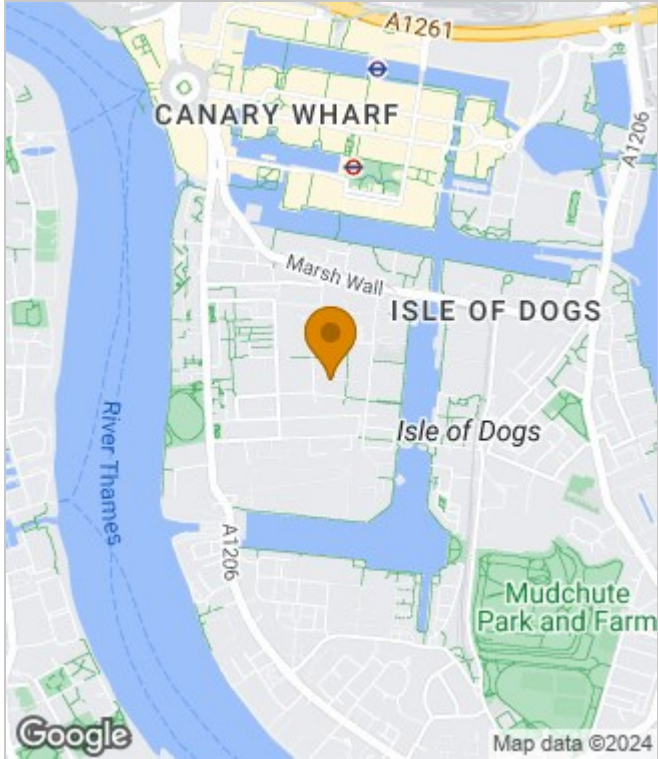 A1261
CANARY WHARF
A1206
Marsh Wall
ISLE OF DOGS
Isle of Dogs
River Thames
A1206
Mudchute
Park and Farm
Google
Map data ©2024